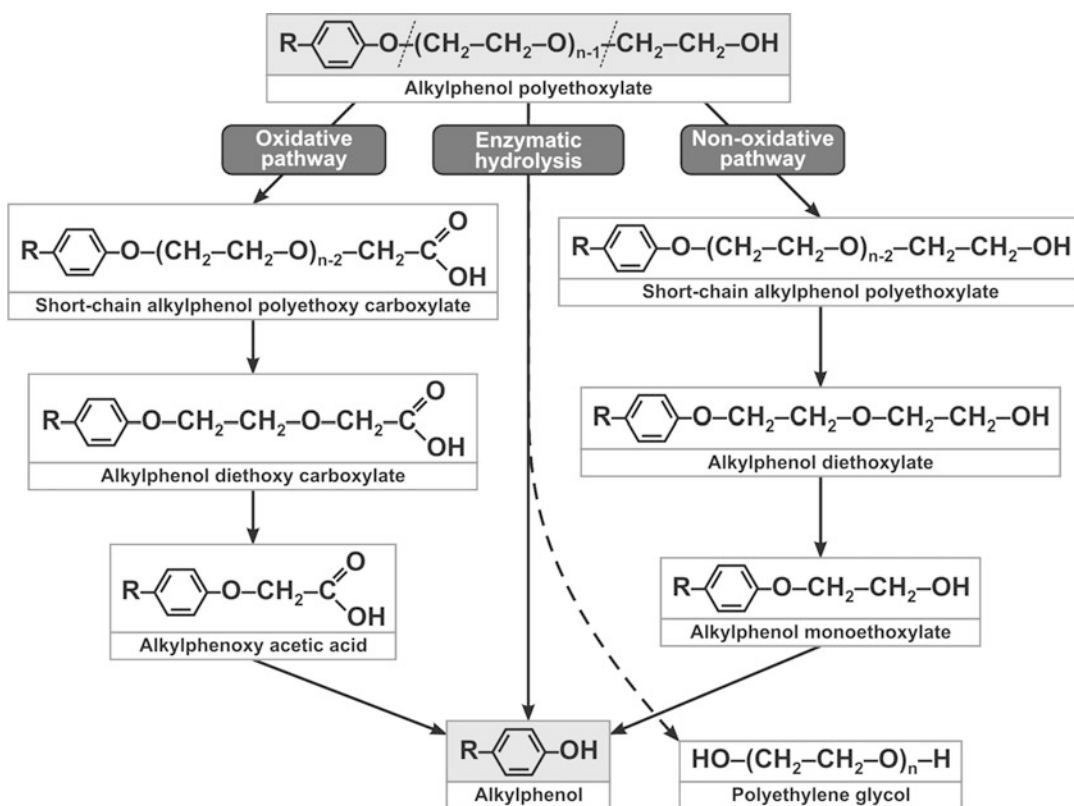 R–⌬–O–(CH₂–CH₂–O)ₙ₋₁–CH₂–CH₂–OH
Alkylphenol polyethoxylate
Oxidative
pathway
Enzymatic
hydrolysis
Non-oxidative
pathway
R–⌬–O–(CH₂–CH₂–O)ₙ₋₂–CH₂–C
O
OH
Short-chain alkylphenol polyethoxy carboxylate
R–⌬–O–(CH₂–CH₂–O)ₙ₋₂–CH₂–CH₂–OH
Short-chain alkylphenol polyethoxylate
R–⌬–O–CH₂–CH₂–O–CH₂–C
O
OH
Alkylphenol diethoxy carboxylate
R–⌬–O–CH₂–CH₂–O–CH₂–CH₂–OH
Alkylphenol diethoxylate
R–⌬–O–CH₂–C
O
OH
Alkylphenoxy acetic acid
R–⌬–O–CH₂–CH₂–OH
Alkylphenol monoethoxylate
R–⌬–OH
Alkylphenol
HO–(CH₂–CH₂–O)ₙ–H
Polyethylene glycol